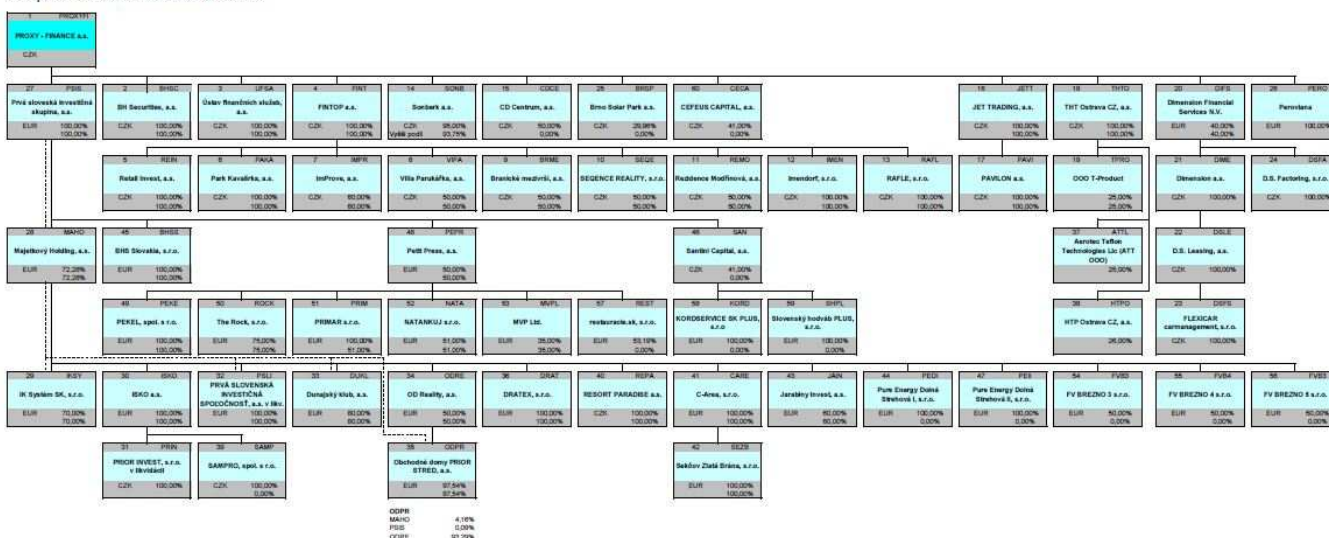 1 PROXYFI
PROXY - FINANCE a.s.
CZK
27 PSIS
Prvá slovenská investičná
skupina, a.s.
EUR 100,00%
100,00%
2 BHSC
BH Securities, a.s.
CZK 100,00%
100,00%
3 UFSA
Ústav finančních služeb,
a.s.
CZK 100,00%
100,00%
4 FINT
FINTOP a.s.
CZK 100,00%
100,00%
14 SONB
Sonberk a.s.
CZK 95,00%
93,75%
15 CDCE
CD Centrum, a.s.
CZK 50,00%
0,00%
25 BRSP
Brno Solar Park a.s.
CZK
0,00%
60 CECA
CEFEUS CAPITAL, a.s.
CZK 41,00%
0,00%
16 JETT
JET TRADING, a.s.
CZK 100,00%
100,00%
18 THTO
THT Ostrava CZ, a.s.
CZK 100,00%
100,00%
20 DIFS
Dimension Financial
Services N.V.
EUR 40,00%
40,00%
26 PERO
Perovlana
EUR 100,00%
5 REIN
Retail Invest, a.s.
CZK 100,00%
100,00%
6 PAKA
Park Kavalírka, a.s.
CZK 100,00%
100,00%
7 IMPR
ImProve, a.s.
CZK 60,00%
60,00%
8 VIPA
Villa Parukářka, a.s.
CZK 50,00%
50,00%
9 BRME
Branické mezivrší, a.s.
CZK 50,00%
50,00%
10 SEQE
SEQENCE REALITY, s.r.o.
CZK 50,00%
50,00%
11 REMO
Rezidence Modřínová, a.s.
CZK 50,00%
50,00%
12 IMEN
Imendorf, s.r.o.
CZK 100,00%
100,00%
13 RAFL
RAFLE, s.r.o.
CZK 100,00%
100,00%
17 PAVI
PAVILON a.s.
CZK 100,00%
100,00%
19 TPRO
OOO T-Product
25,00%
25,00%
21 DIME
Dimension a.s.
CZK 100,00%
24 DSFA
D.S. Factoring, s.r.o.
CZK 100,00%
28 MAHO
Majetkový Holding, a.s.
EUR 72,28%
72,28%
45 BHSS
BHS Slovakia, s.r.o.
EUR 100,00%
100,00%
48 PEPR
Petit Press, a.s.
EUR 50,00%
50,00%
SAN
Santini Capital, a.s.
CZK 41,00%
0,00%
37 ATTL
Aerotec Teflon
Technologies Llc (ATT
OOO)
26,00%
22 DSLE
D.S. Leasing, a.s.
CZK 100,00%
49 PEKE
PEKEL, spol. s r.o.
EUR 100,00%
100,00%
50 ROCK
The Rock, s.r.o.
EUR 75,00%
75,00%
51 PRIM
PRIMAR s.r.o.
EUR 100,00%
51,00%
52 NATA
NATANKUJ s.r.o.
EUR 51,00%
51,00%
53 MVPL
MVP Ltd.
EUR 35,00%
35,00%
57 REST
restauracie.sk, s.r.o.
EUR
0,00%
58 KORD
KORDSERVICE SK PLUS,
s.r.o
EUR 100,00%
0,00%
59 SHPL
Slovenský hodváb PLUS,
s.r.o.
EUR 100,00%
0,00%
38 HTPO
HTP Ostrava CZ, a.s.
26,00%
23 DSFS
FLEXICAR
carmanagement, s.r.o.
CZK 100,00%
29 IKSY
IK Systém SK, s.r.o.
EUR 70,00%
70,00%
30 ISKO
ISKO a.s.
EUR 100,00%
100,00%
32 PSLI
PRVÁ SLOVENSKÁ
INVESTIČNÁ
SPOLOČNOSŤ, a.s. v likv.
EUR 100,00%
100,00%
33 DUKL
Dunajský klub, a.s.
EUR 60,00%
60,00%
34 ODRE
OD Reality, a.s.
EUR 50,00%
50,00%
36 DRAT
DRATEX, s.r.o.
EUR 100,00%
100,00%
40 REPA
RESORT PARADISE a.s.
CZK 100,00%
100,00%
41 CARE
C-Area, s.r.o.
EUR 100,00%
100,00%
43 JAIN
Jarabiny Invest, a.s.
EUR 60,00%
60,00%
44 PEDI
Pure Energy Dolná
Strehová I, s.r.o.
EUR 100,00%
0,00%
47 PEII
Pure Energy Dolná
Strehová II, s.r.o.
EUR 100,00%
0,00%
54 FVB3
FV BREZNO 3 s.r.o.
EUR 50,00%
0,00%
55 FVB4
FV BREZNO 4 s.r.o.
EUR 50,00%
0,00%
56 FVB5
FV BREZNO 5 s.r.o.
EUR 50,00%
0,00%
31 PRIN
PRIOR INVEST, s.r.o.
v likvidácii
CZK 100,00%
39 SAMP
SAMPRO, spol. s r.o.
CZK 100,00%
0,00%
35 ODPR
Obchodné domy PRIOR
STRED, a.s.
EUR 97,54%
97,54%
42 SEZB
Sekčov Zlatá Brána, s.r.o.
EUR 100,00%
100,00%
ODPR
MAHO 4,16%
PSIS 0,09%
ODRE 93,29%